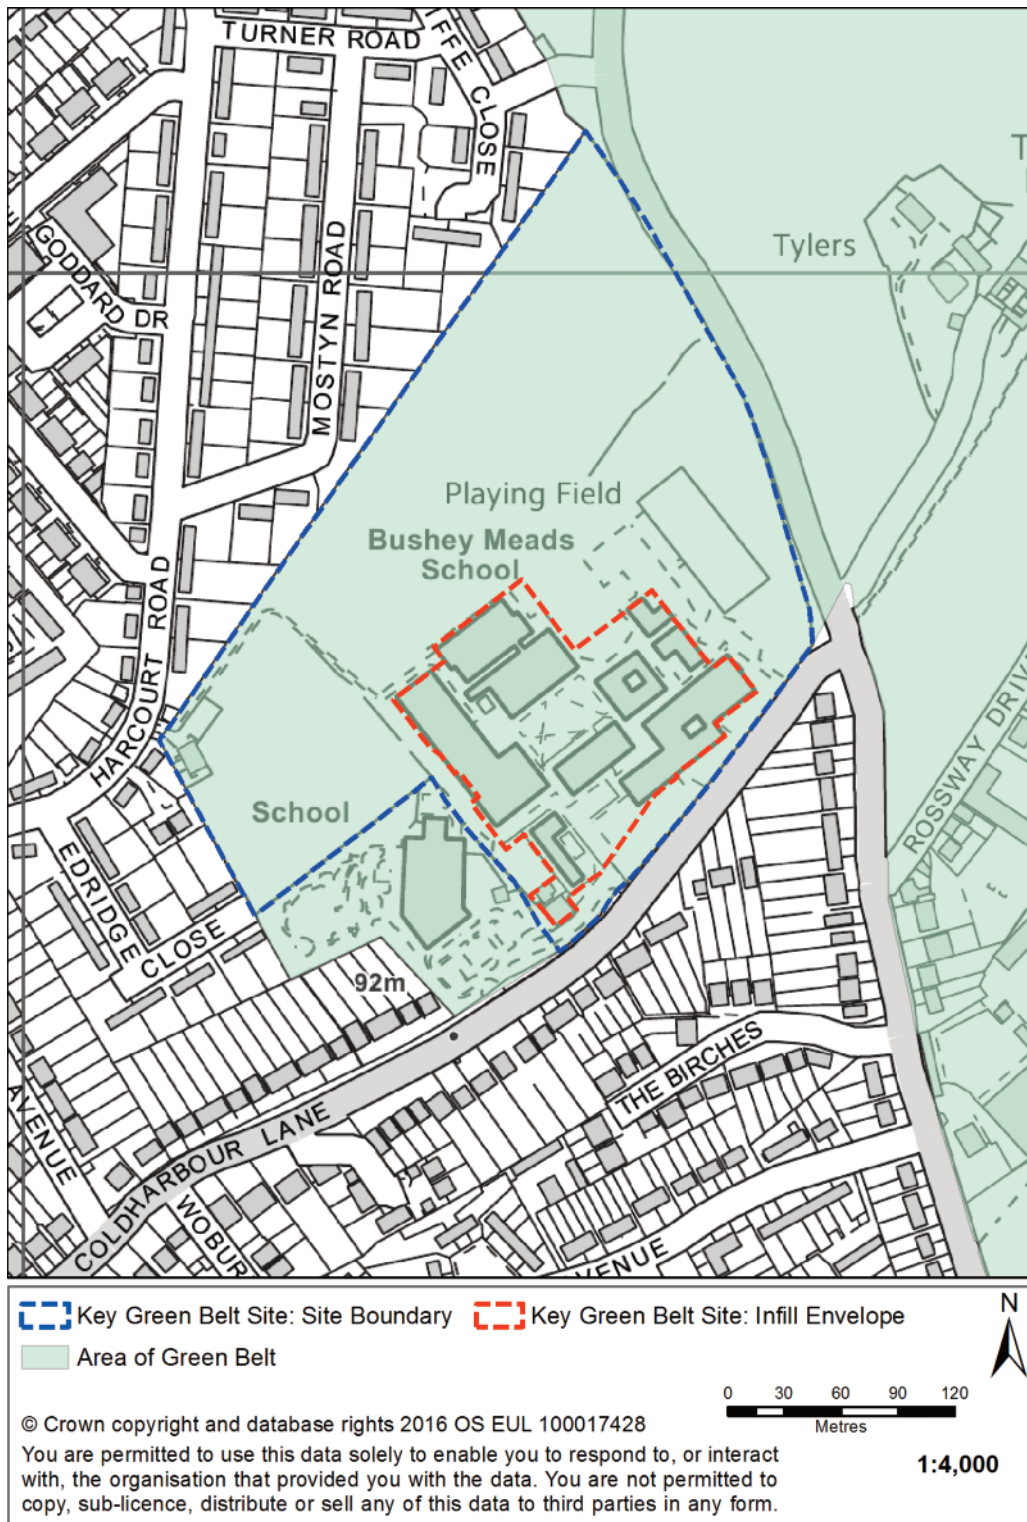 TURNER ROAD
IFFE CLOSE
T
Tylers
GODDARD DR
MOSTYN ROAD
Playing Field
Bushey Meads
School
HARCOURT ROAD
School
ROSSWAY DRIV
EDRIDGE
CLOSE
92m
THE BIRCHES
AVENUE
COLDHARBOUR LANE
WOBUR
VENUE
Key Green Belt Site: Site Boundary
Key Green Belt Site: Infill Envelope
N
Area of Green Belt
0 30 60 90 120
Metres
© Crown copyright and database rights 2016 OS EUL 100017428
You are permitted to use this data solely to enable you to respond to, or interact
with, the organisation that provided you with the data. You are not permitted to
copy, sub-licence, distribute or sell any of this data to third parties in any form.
1:4,000